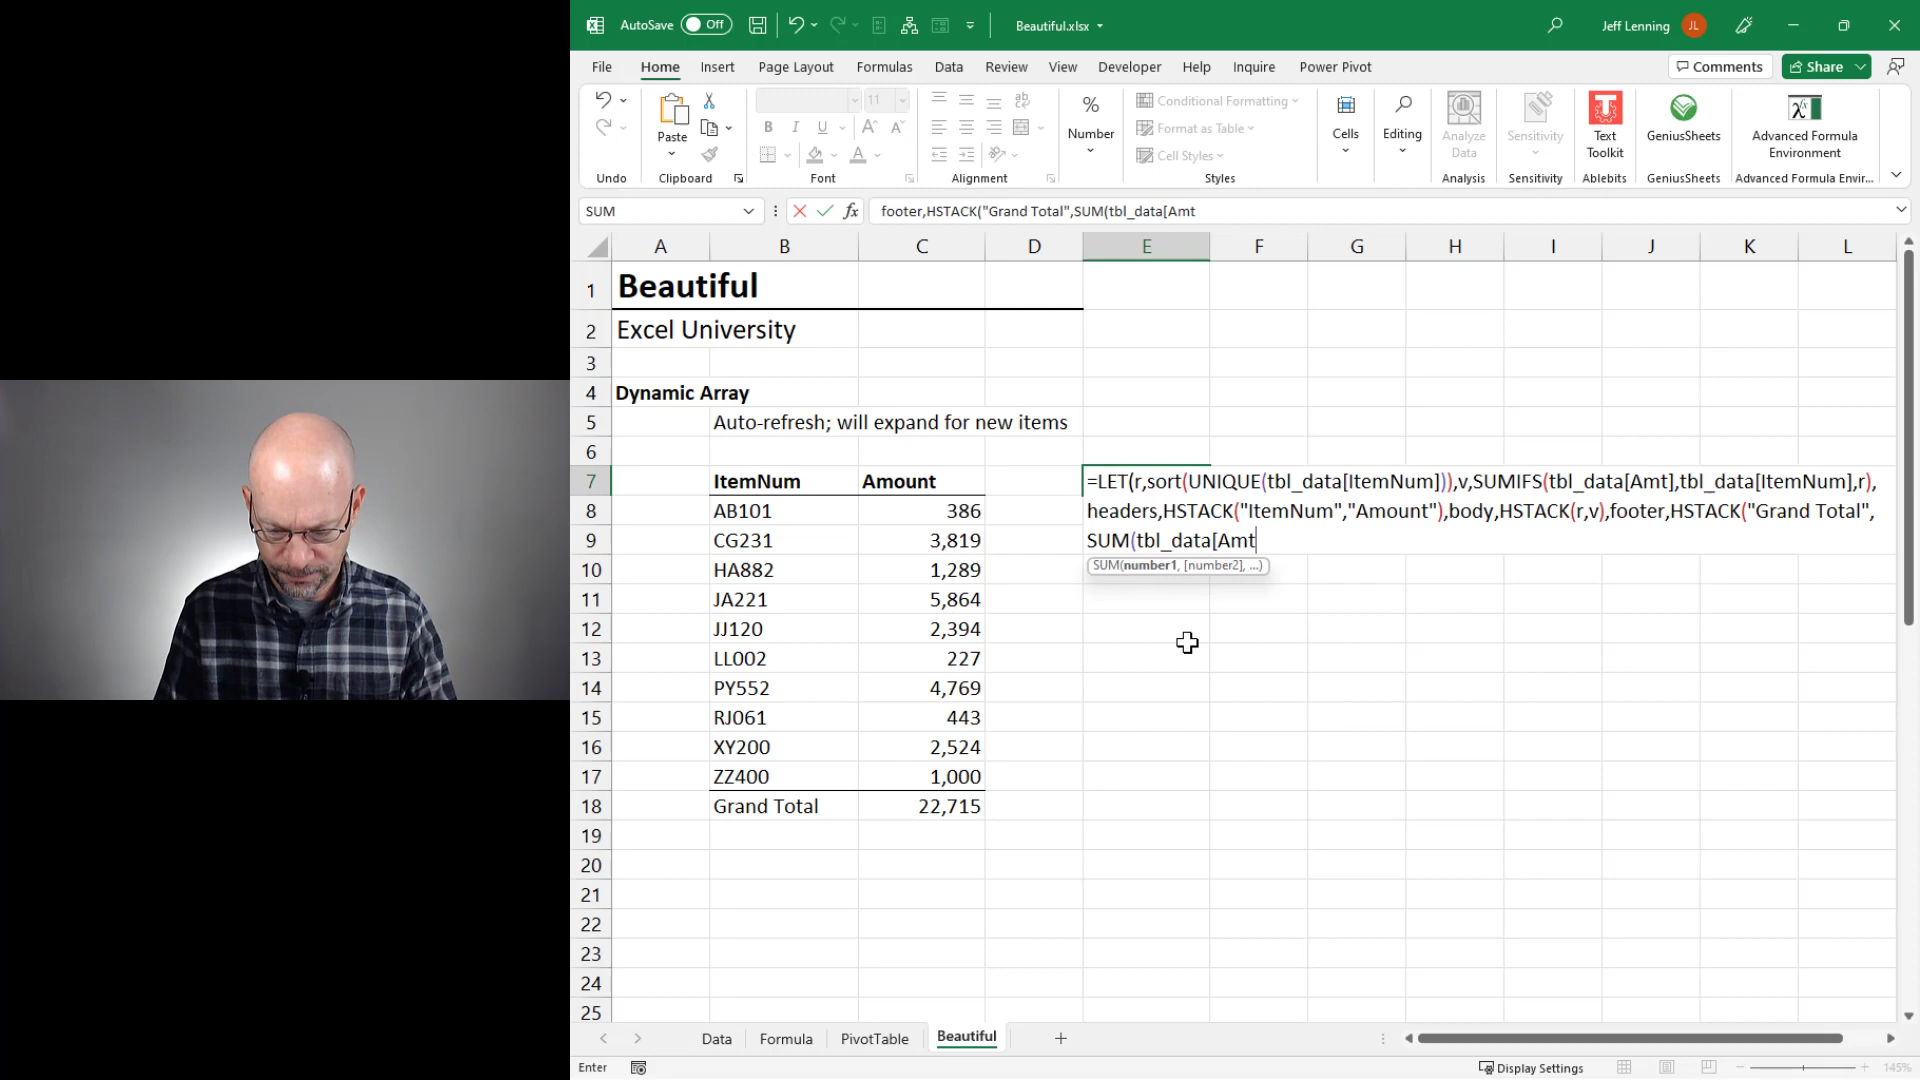 AutoSave Off Beautiful.xlsx Jeff Lenning JL
File Home Insert Page Layout Formulas Data Review View Developer Help Inquire Power Pivot Comments Share
11
Paste Number Conditional Formatting Format as Table Cell Styles Cells Editing Analyze Data Sensitivity Text Toolkit GeniusSheets Advanced Formula Environment
Undo Clipboard Font Alignment Styles Analysis Sensitivity Ablebits GeniusSheets Advanced Formula Envir...
SUM footer,HSTACK("Grand Total",SUM(tbl_data[Amt
A B C D E F G H I J K L
1 Beautiful
2 Excel University
3
4 Dynamic Array
5 Auto-refresh; will expand for new items
6
7 ItemNum Amount =LET(r,sort(UNIQUE(tbl_data[ItemNum])),v,SUMIFS(tbl_data[Amt],tbl_data[ItemNum],r),
8 AB101 386 headers,HSTACK("ItemNum","Amount"),body,HSTACK(r,v),footer,HSTACK("Grand Total",
9 CG231 3,819 SUM(tbl_data[Amt
SUM(number1, [number2], ...)
10 HA882 1,289
11 JA221 5,864
12 JJ120 2,394
13 LL002 227
14 PY552 4,769
15 RJ061 443
16 XY200 2,524
17 ZZ400 1,000
18 Grand Total 22,715
19
20
21
22
23
24
25
Data Formula PivotTable Beautiful
Enter Display Settings 145%